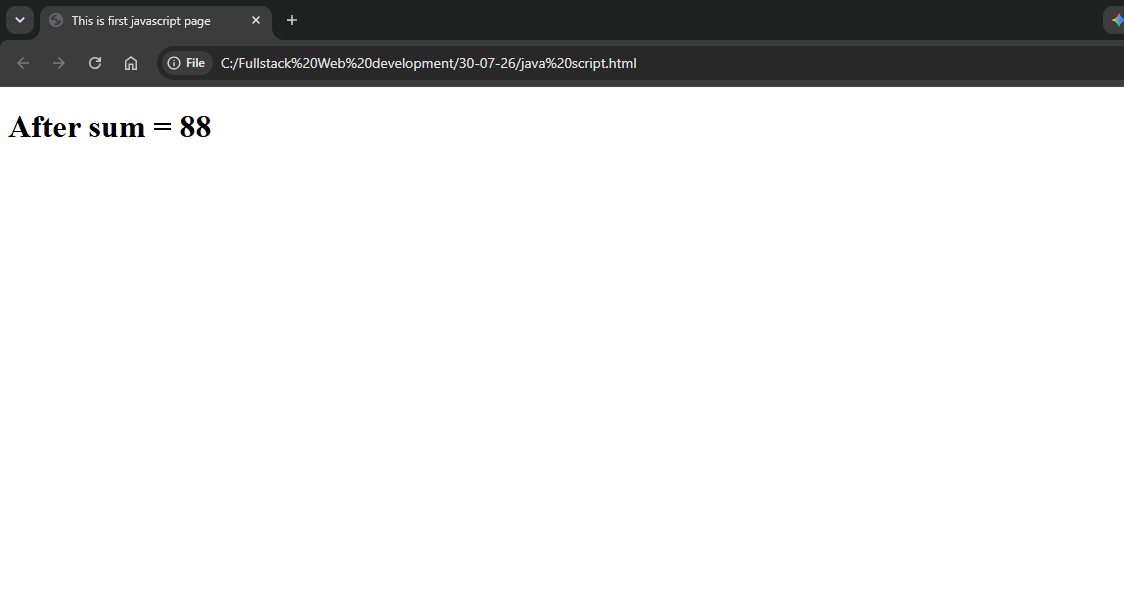 This is first javascript page
File C:/Fullstack%20Web%20development/30-07-26/java%20script.html
After sum = 88